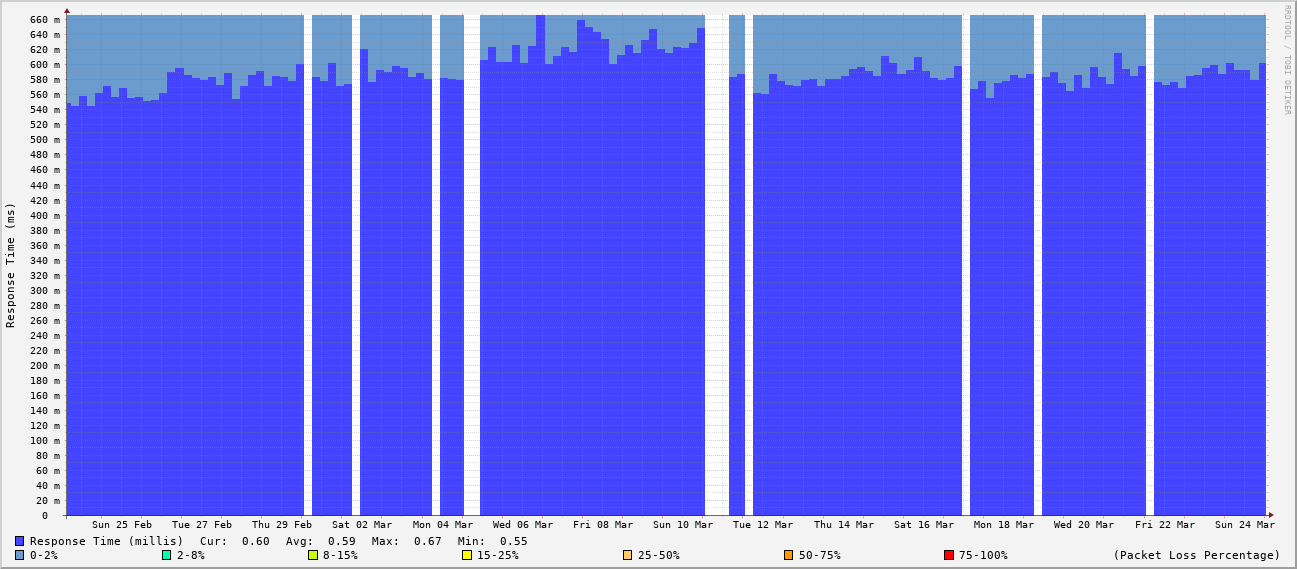 660 m
640 m
620 m
600 m
580 m
560 m
540 m
520 m
500 m
480 m
460 m
440 m
420 m
400 m
380 m
360 m
340 m
320 m
300 m
280 m
260 m
240 m
220 m
200 m
180 m
160 m
140 m
120 m
100 m
80 m
60 m
40 m
20 m
0
Response Time (ms)
RRDTOOL / TOBI OETIKER
Sun 25 Feb Tue 27 Feb Thu 29 Feb Sat 02 Mar Mon 04 Mar Wed 06 Mar Fri 08 Mar Sun 10 Mar Tue 12 Mar Thu 14 Mar Sat 16 Mar Mon 18 Mar Wed 20 Mar Fri 22 Mar Sun 24 Mar
Response Time (millis) Cur: 0.60 Avg: 0.59 Max: 0.67 Min: 0.55
0-2% 2-8% 8-15% 15-25% 25-50% 50-75% 75-100% (Packet Loss Percentage)